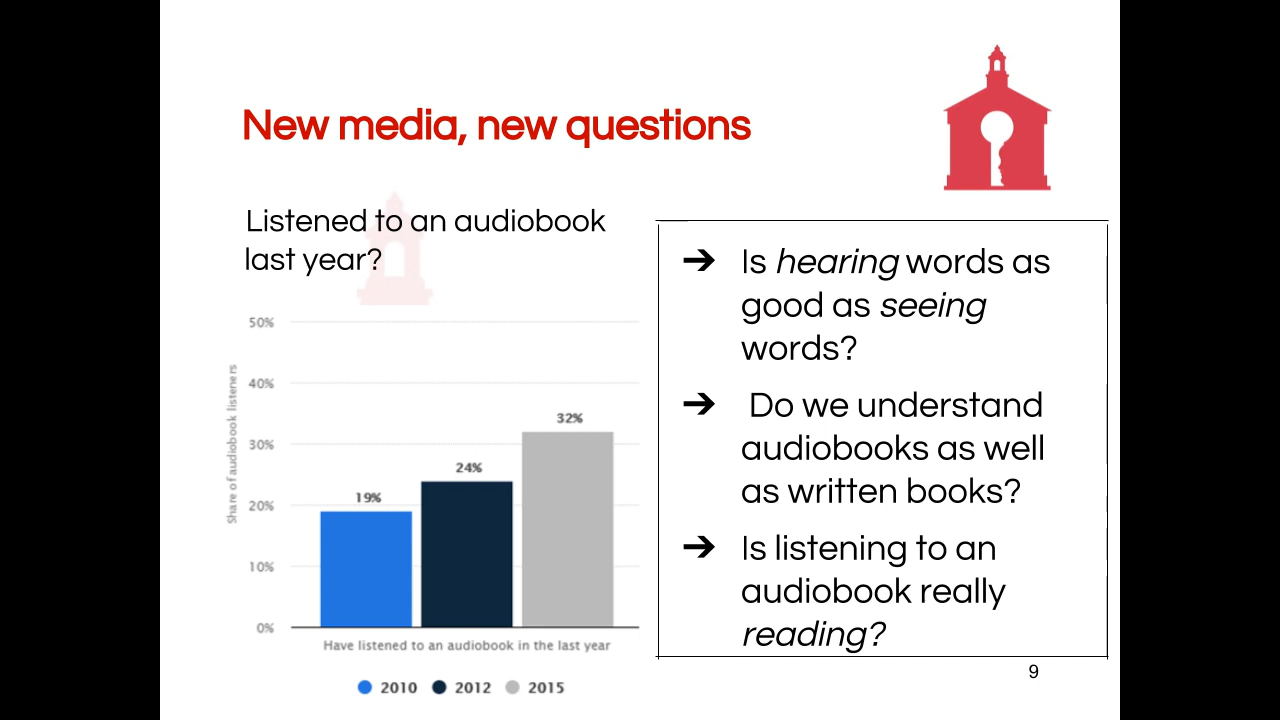 New media, new questions
Listened to an audiobook
last year?
50%
40%
30%
20%
10%
0%
Share of audiobook listeners
19%
24%
32%
Have listened to an audiobook in the last year
2010 2012 2015
➔ Is hearing words as
good as seeing
words?
➔ Do we understand
audiobooks as well
as written books?
➔ Is listening to an
audiobook really
reading?
9